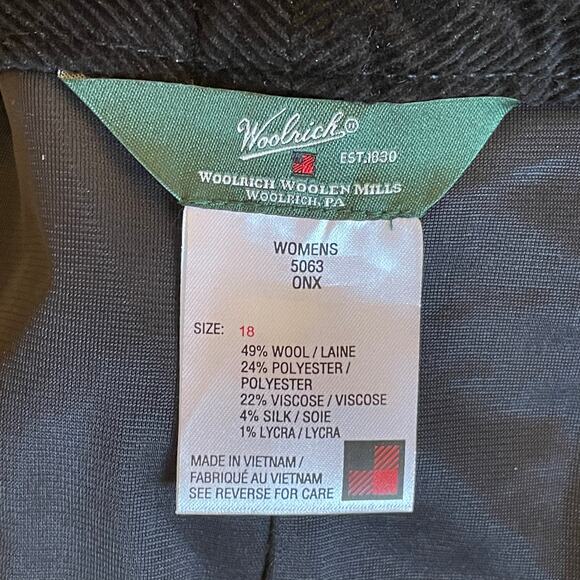 Woolrich®
EST.1830
WOOLRICH WOOLEN MILLS
WOOLRICH, PA
WOMENS
5063
ONX
SIZE: 18
49% WOOL / LAINE
24% POLYESTER /
POLYESTER
22% VISCOSE / VISCOSE
4% SILK / SOIE
1% LYCRA / LYCRA
MADE IN VIETNAM /
FABRIQUÉ AU VIETNAM
SEE REVERSE FOR CARE